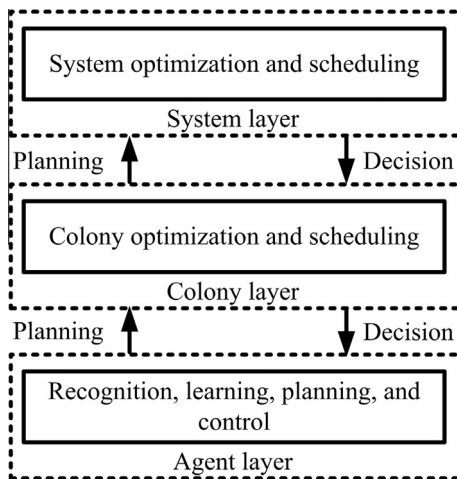 System optimization and scheduling
System layer
Planning
Decision
Colony optimization and scheduling
Colony layer
Planning
Decision
Recognition, learning, planning, and
control
Agent layer